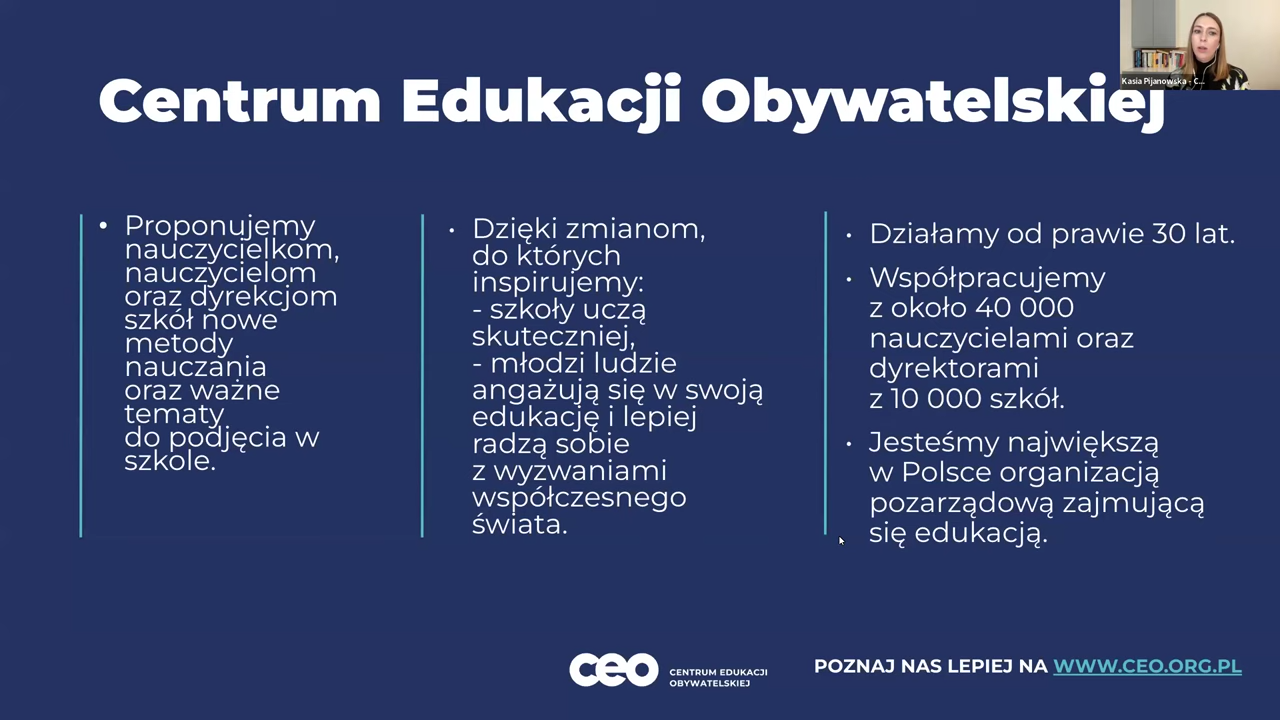 Centrum Edukacji Obywatelskiej
Kasia Pijanowska - C...
• Proponujemy
nauczycielkom,
nauczycielom
oraz dyrekcjom
szkół nowe
metody
nauczania
oraz ważne
tematy
do podjęcia w
szkole.
• Dzięki zmianom,
do których
inspirujemy:
- szkoły uczą
skuteczniej,
- młodzi ludzie
angażują się w swoją
edukację i lepiej
radzą sobie
z wyzwaniami
współczesnego
świata.
• Działamy od prawie 30 lat.
• Współpracujemy
z około 40 000
nauczycielami oraz
dyrektorami
z 10 000 szkół.
• Jesteśmy największą
w Polsce organizacją
pozarządową zajmującą
się edukacją.
ceo CENTRUM EDUKACJI
OBYWATELSKIEJ
POZNAJ NAS LEPIEJ NA WWW.CEO.ORG.PL